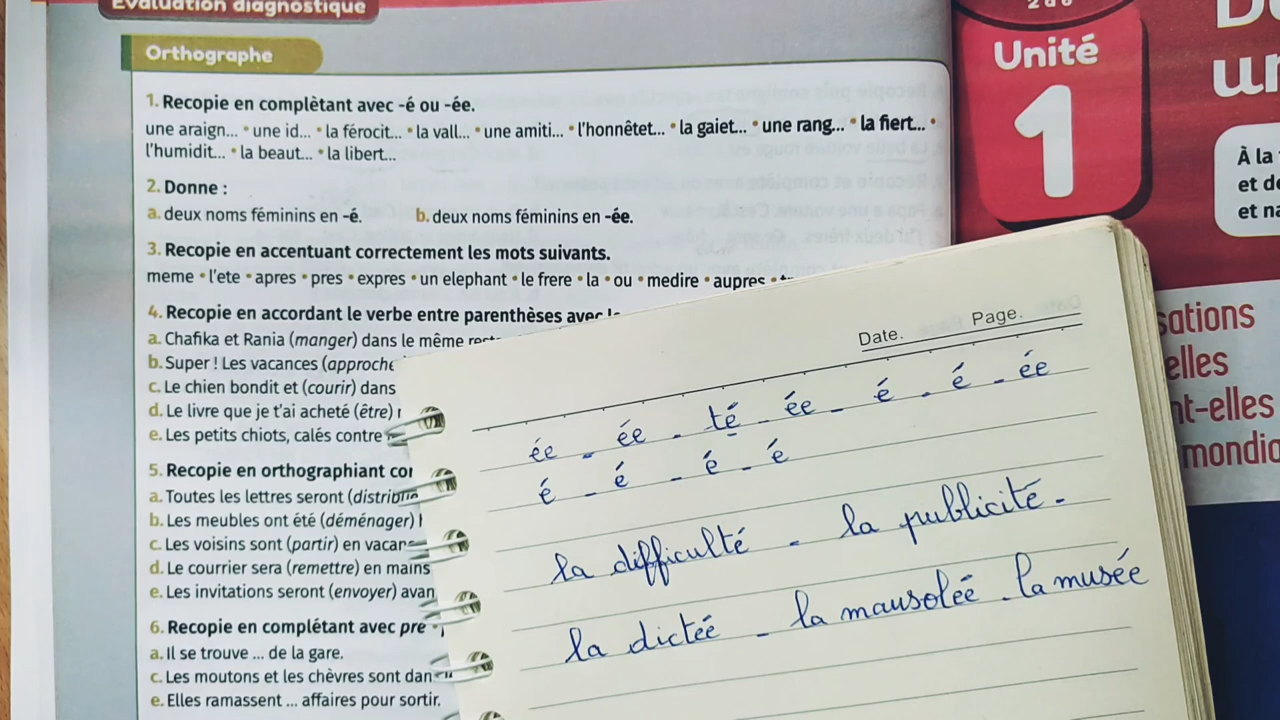 Évaluation diagnostique
Orthographe
1. Recopie en complètant avec -é ou -ée.
une araign... • une id... • la férocit... • la vall... • une amiti... • l'honnêtet... • la gaiet... • une rang... • la fiert... •
l'humidit... • la beaut... • la libert...
2. Donne :
a. deux noms féminins en -é. b. deux noms féminins en -ée.
3. Recopie en accentuant correctement les mots suivants.
meme • l'ete • apres • pres • expres • un elephant • le frere • la • ou • medire • aupres •
4. Recopie en accordant le verbe entre parenthèses avec
a. Chafika et Rania (manger) dans le même
b. Super ! Les vacances (approche
c. Le chien bondit et (courir) dans
d. Le livre que je t'ai acheté (être)
e. Les petits chiots, calés contre
5. Recopie en orthographiant cor
a. Toutes les lettres seront (distribu
b. Les meubles ont été (déménager)
c. Les voisins sont (partir) en vacan
d. Le courrier sera (remettre) en mains
e. Les invitations seront (envoyer) avan
6. Recopie en complétant avec pre
a. Il se trouve ... de la gare.
c. Les moutons et les chèvres sont dan
e. Elles ramassent ... affaires pour sortir.
Unité
1
un
À la
et de
et na
sations
elles
nt-elles
mondia
Date. Page.
ée - ée - té - ée - é - é - ée
é - é - é - é
la difficulté - la publicité -
la dictée - la mausolée - la musée